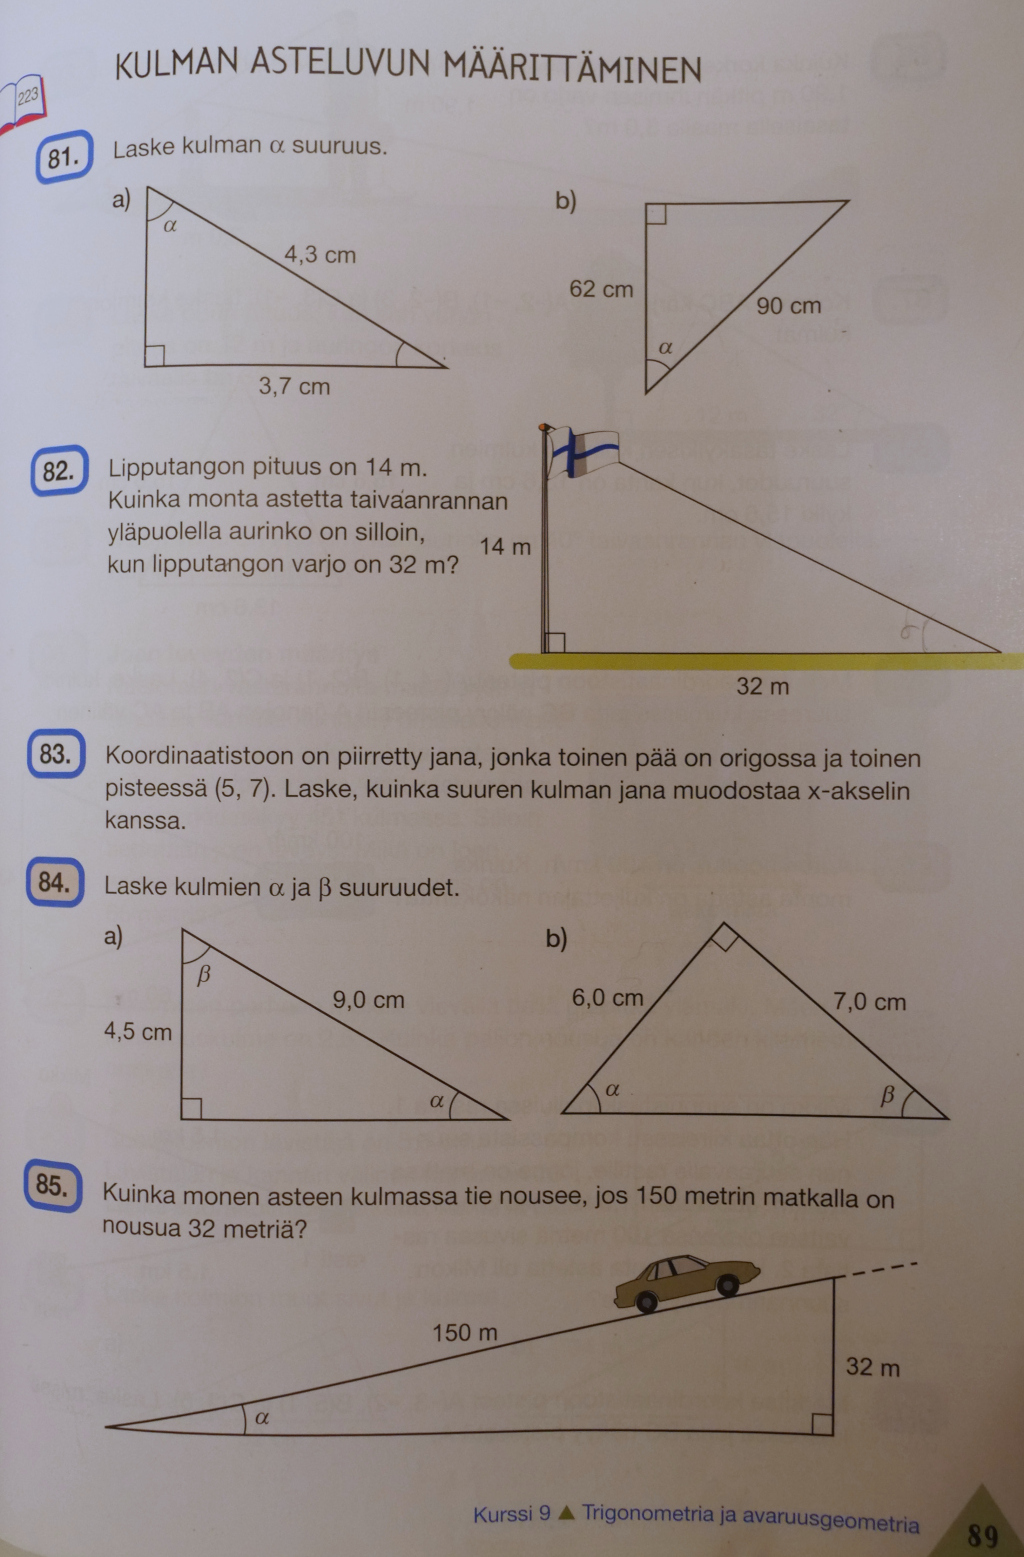 KULMAN ASTELUVUN MÄÄRITTÄMINEN
223
81. Laske kulman α suuruus.
a)
α
4,3 cm
3,7 cm
b)
62 cm
90 cm
α
82. Lipputangon pituus on 14 m.
Kuinka monta astetta taivaanrannan
yläpuolella aurinko on silloin,
kun lipputangon varjo on 32 m?
14 m
32 m
83. Koordinaatistoon on piirretty jana, jonka toinen pää on origossa ja toinen
pisteessä (5, 7). Laske, kuinka suuren kulman jana muodostaa x-akselin
kanssa.
84. Laske kulmien α ja β suuruudet.
a)
β
9,0 cm
4,5 cm
α
b)
6,0 cm
7,0 cm
α
β
85. Kuinka monen asteen kulmassa tie nousee, jos 150 metrin matkalla on
nousua 32 metriä?
150 m
32 m
α
Kurssi 9 ▲ Trigonometria ja avaruusgeometria
89